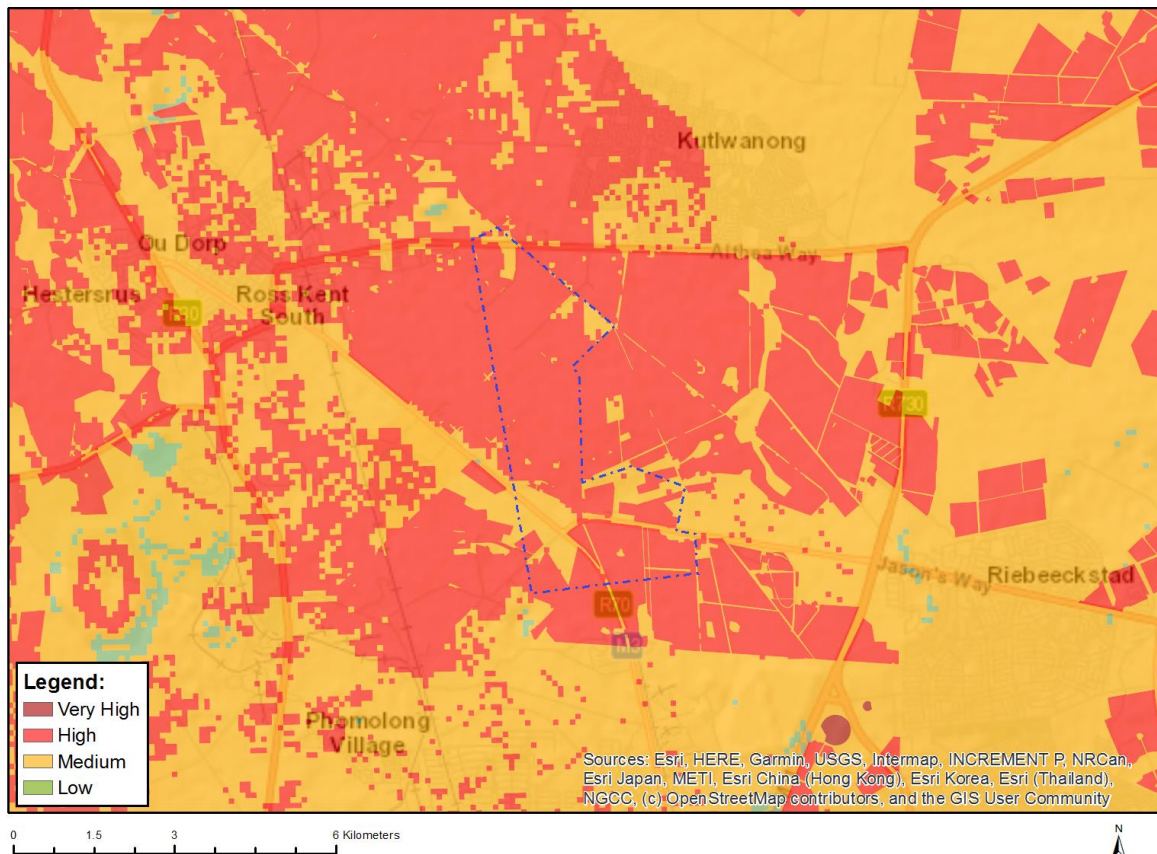 Kutlwanong
Ou Dorp
Althea Way
Hestersrus
Ross Kent
South
R30
R730
Jason's Way
Riebeeckstad
R70
M3
Legend:
Very High
High
Medium
Low
Phomolong
Village
Sources: Esri, HERE, Garmin, USGS, Intermap, INCREMENT P, NRCan,
Esri Japan, METI, Esri China (Hong Kong), Esri Korea, Esri (Thailand),
NGCC, (c) OpenStreetMap contributors, and the GIS User Community
0 1.5 3 6 Kilometers
N